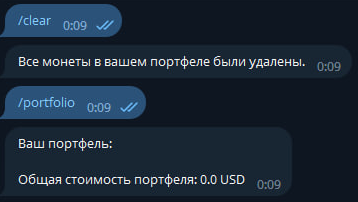 /clear 0:09
Все монеты в вашем портфеле были удалены. 0:09
/portfolio 0:09
Ваш портфель:
Общая стоимость портфеля: 0.0 USD 0:09